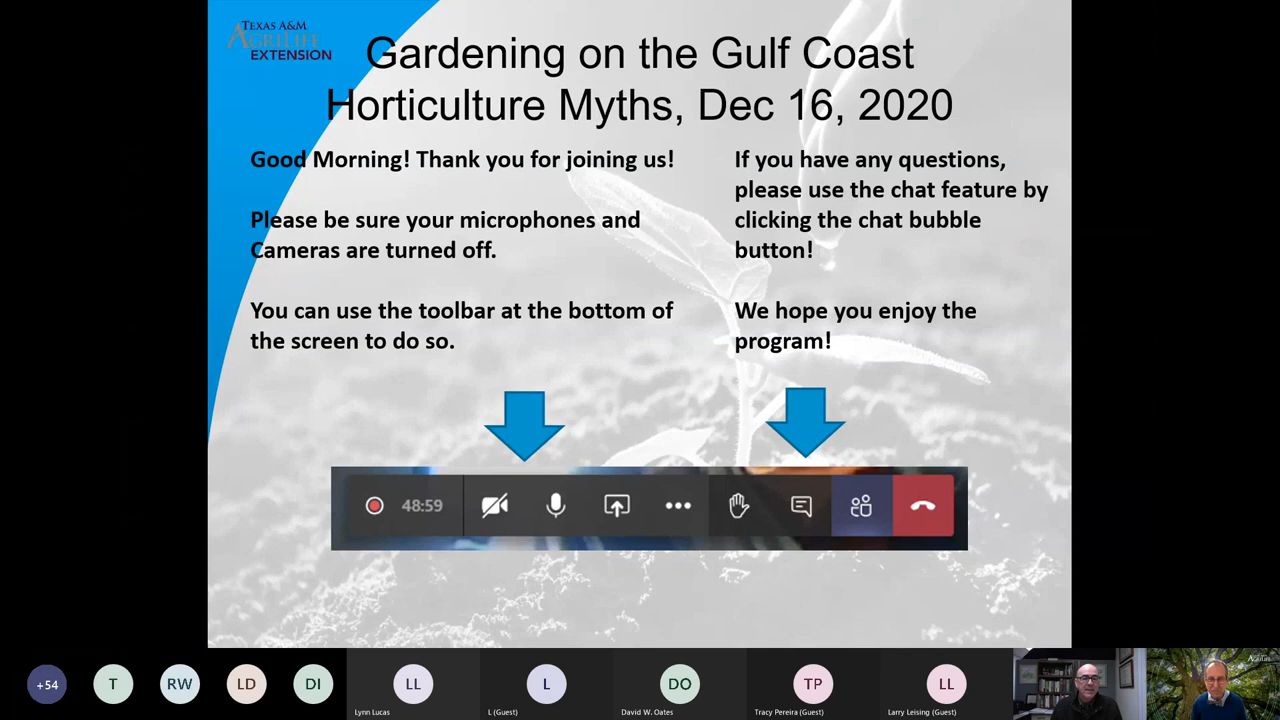 TEXAS A&M
AGRILIFE
EXTENSION
Gardening on the Gulf Coast
Horticulture Myths, Dec 16, 2020
Good Morning! Thank you for joining us!
Please be sure your microphones and
Cameras are turned off.
You can use the toolbar at the bottom of
the screen to do so.
If you have any questions,
please use the chat feature by
clicking the chat bubble
button!
We hope you enjoy the
program!
48:59
+54
T
RW
LD
DI
LL
L
DO
TP
LL
Lynn Lucas
L (Guest)
David W. Oates
Tracy Pereira (Guest)
Larry Leising (Guest)